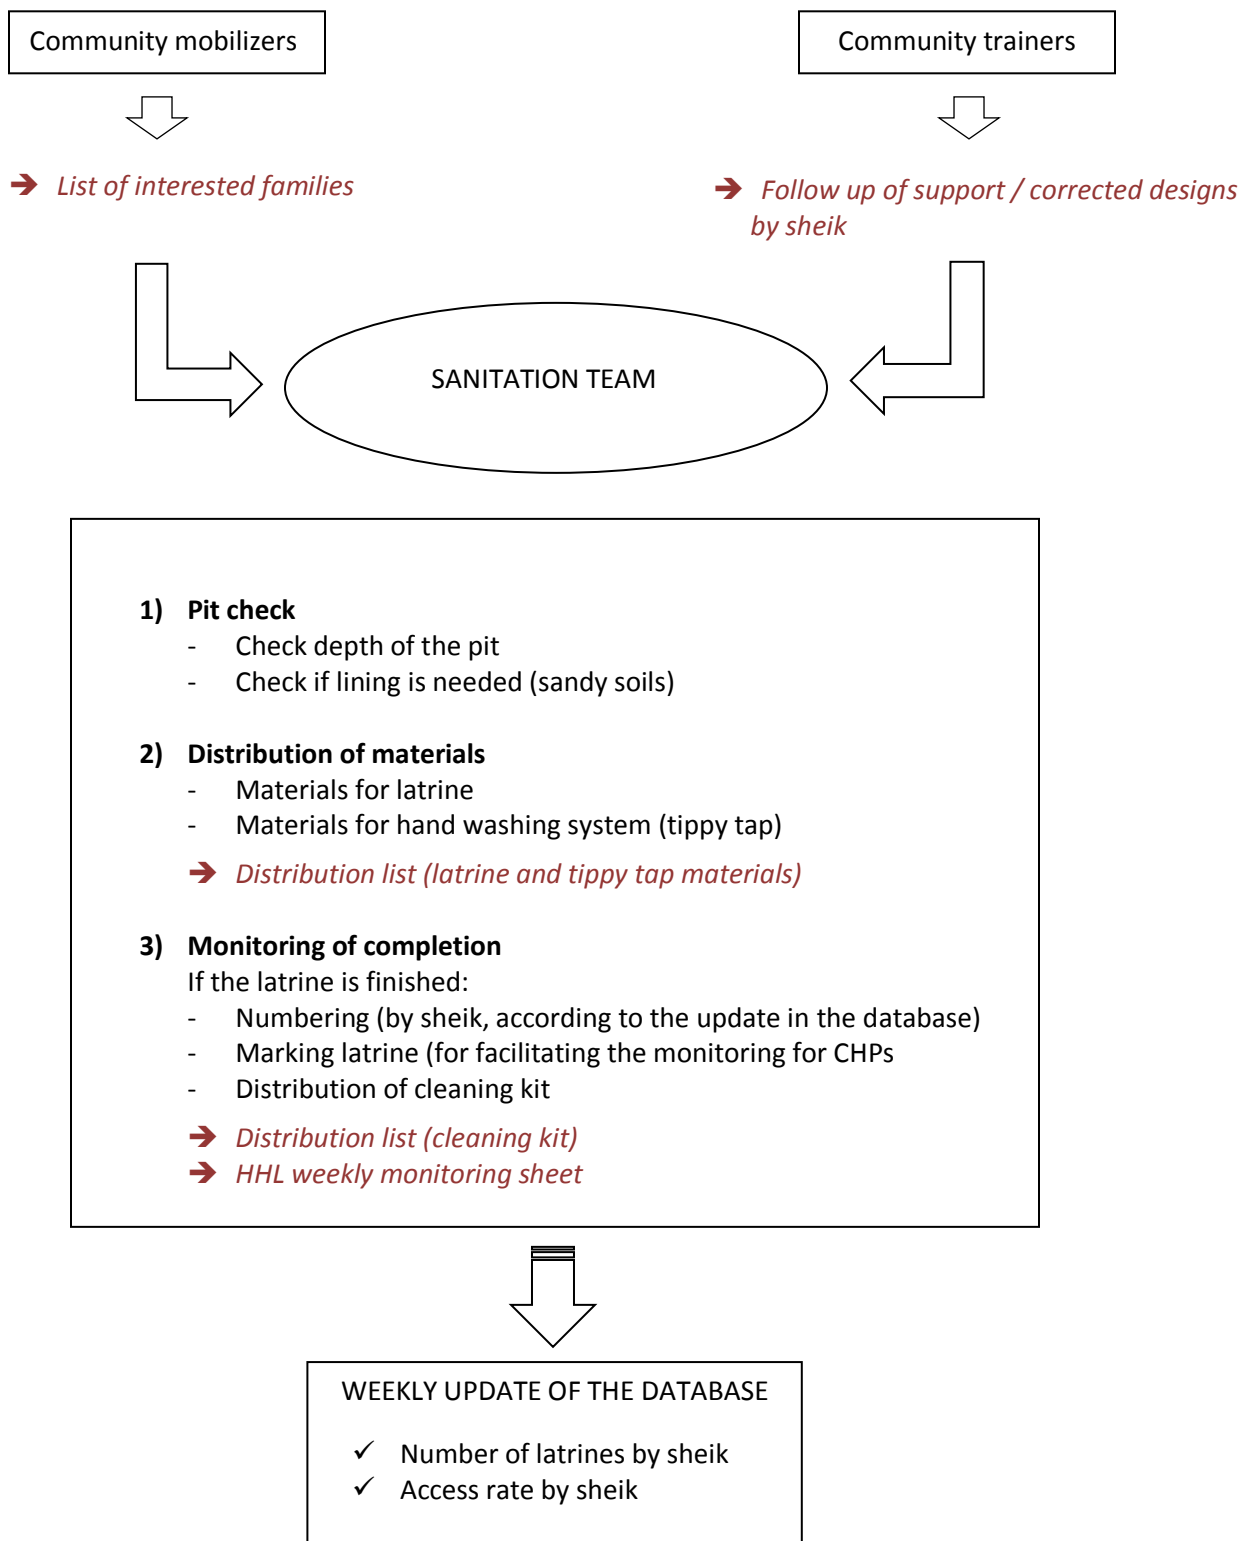 Community mobilizers
Community trainers
➔ List of interested families
➔ Follow up of support / corrected designs
by sheik
SANITATION TEAM
1) Pit check
- Check depth of the pit
- Check if lining is needed (sandy soils)
2) Distribution of materials
- Materials for latrine
- Materials for hand washing system (tippy tap)
➔ Distribution list (latrine and tippy tap materials)
3) Monitoring of completion
If the latrine is finished:
- Numbering (by sheik, according to the update in the database)
- Marking latrine (for facilitating the monitoring for CHPs
- Distribution of cleaning kit
➔ Distribution list (cleaning kit)
➔ HHL weekly monitoring sheet
WEEKLY UPDATE OF THE DATABASE
✓ Number of latrines by sheik
✓ Access rate by sheik